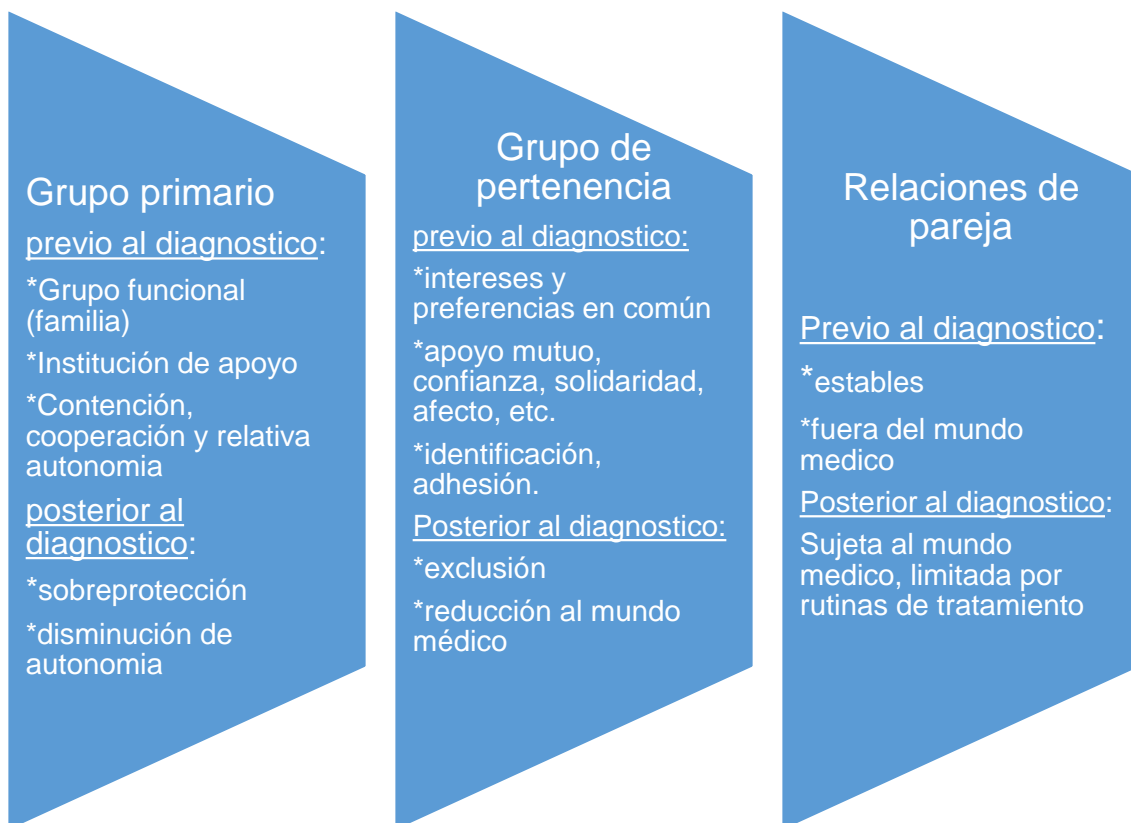 Grupo primario
previo al diagnostico:
*Grupo funcional
(familia)
*Institución de apoyo
*Contención,
cooperación y relativa
autonomia
posterior al
diagnostico:
*sobreprotección
*disminución de
autonomia
Grupo de
pertenencia
previo al diagnostico:
*intereses y
preferencias en común
*apoyo mutuo,
confianza, solidaridad,
afecto, etc.
*identificación,
adhesión.
Posterior al diagnostico:
*exclusión
*reducción al mundo
médico
Relaciones de
pareja
Previo al diagnostico:
*estables
*fuera del mundo
medico
Posterior al diagnostico:
Sujeta al mundo
medico, limitada por
rutinas de tratamiento